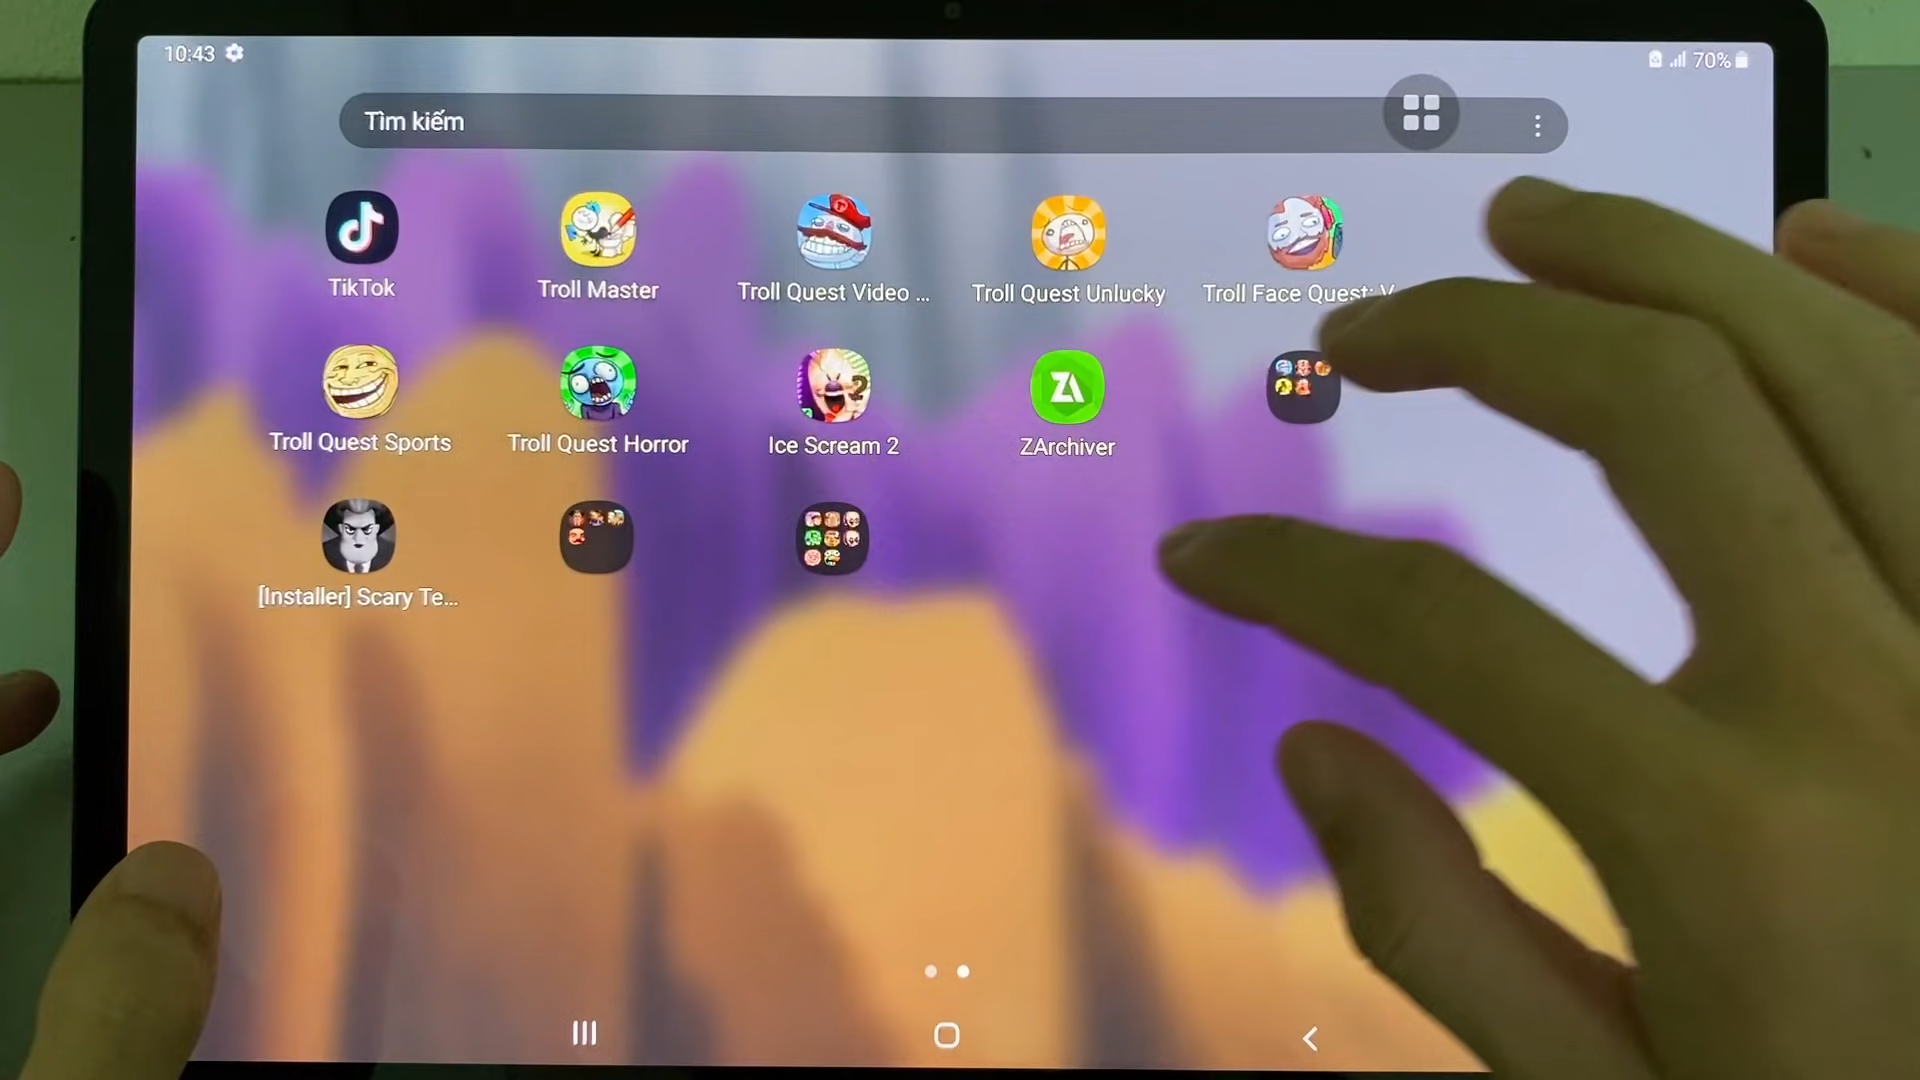 10:43
70%
Tìm kiếm
TikTok
Troll Master
Troll Quest Video ...
Troll Quest Unlucky
Troll Face Quest: V
Troll Quest Sports
Troll Quest Horror
Ice Scream 2
ZArchiver
[Installer] Scary Te...